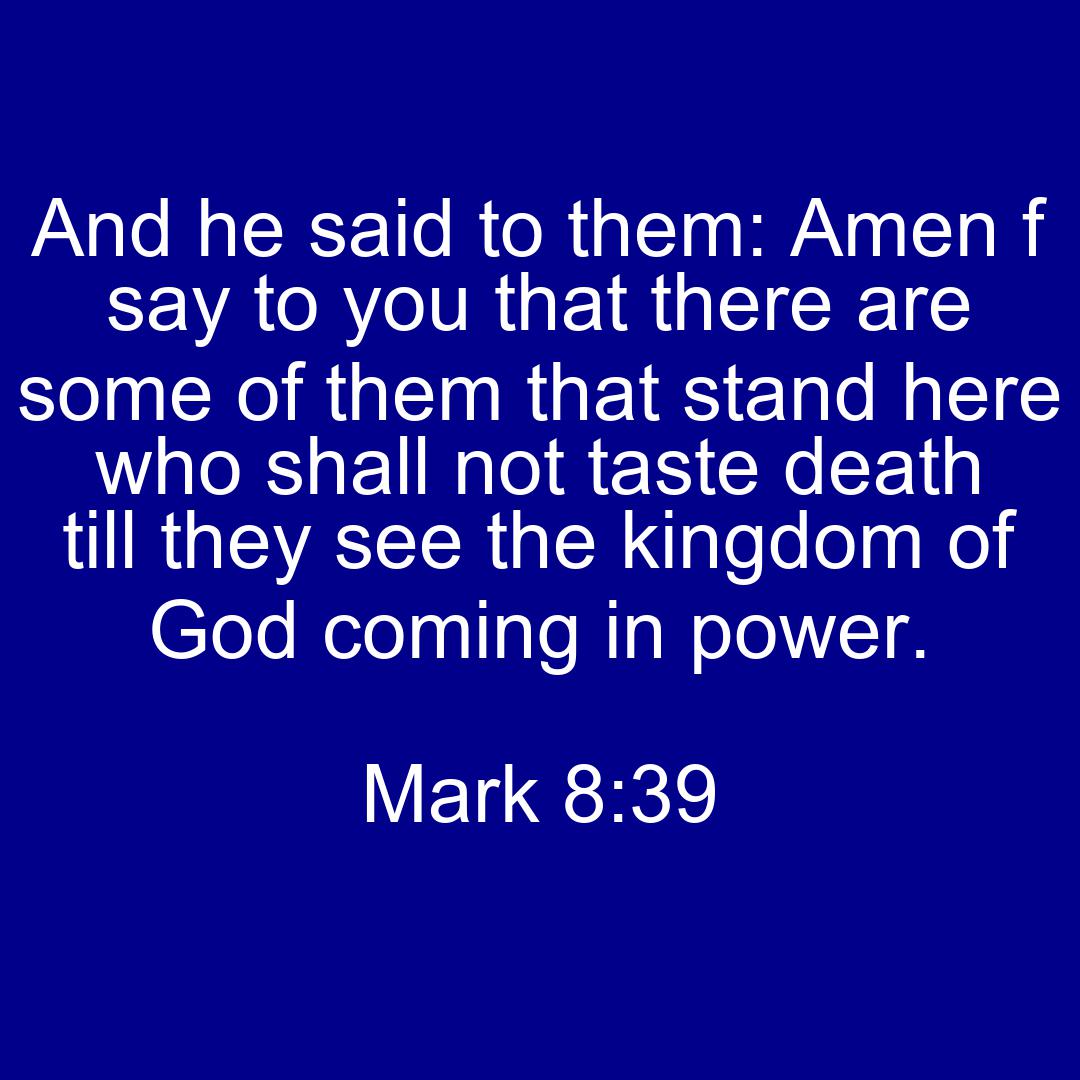 And he said to them: Amen f
say to you that there are
some of them that stand here
who shall not taste death
till they see the kingdom of
God coming in power.
Mark 8:39